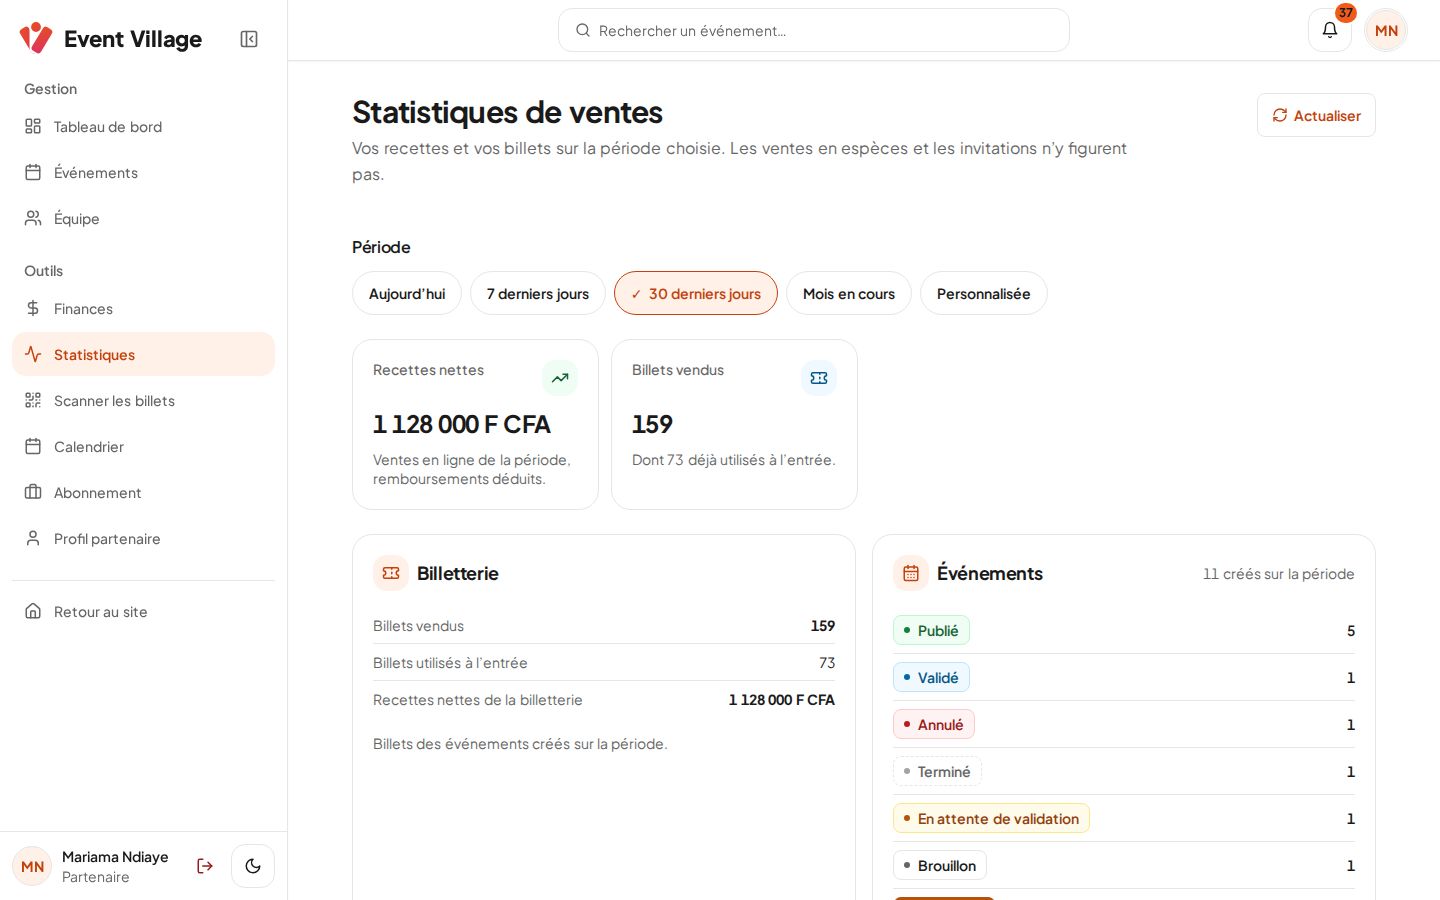 Event Village
Rechercher un événement…
37
MN
Gestion
Tableau de bord
Événements
Équipe
Outils
Finances
Statistiques
Scanner les billets
Calendrier
Abonnement
Profil partenaire
Retour au site
MN
Mariama Ndiaye
Partenaire
Statistiques de ventes
Actualiser
Vos recettes et vos billets sur la période choisie. Les ventes en espèces et les invitations n’y figurent
pas.
Période
Aujourd’hui
7 derniers jours
✓ 30 derniers jours
Mois en cours
Personnalisée
Recettes nettes
1 128 000 F CFA
Ventes en ligne de la période,
remboursements déduits.
Billets vendus
159
Dont 73 déjà utilisés à l’entrée.
Billetterie
Billets vendus 159
Billets utilisés à l’entrée 73
Recettes nettes de la billetterie 1 128 000 F CFA
Billets des événements créés sur la période.
Événements
11 créés sur la période
Publié 5
Validé 1
Annulé 1
Terminé 1
En attente de validation 1
Brouillon 1